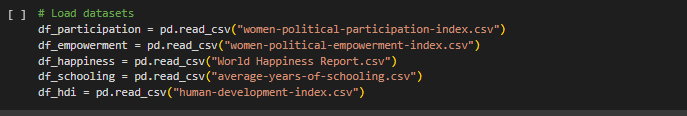 [ ] # Load datasets
df_participation = pd.read_csv("women-political-participation-index.csv")
df_empowerment = pd.read_csv("women-political-empowerment-index.csv")
df_happiness = pd.read_csv("World Happiness Report.csv")
df_schooling = pd.read_csv("average-years-of-schooling.csv")
df_hdi = pd.read_csv("human-development-index.csv")